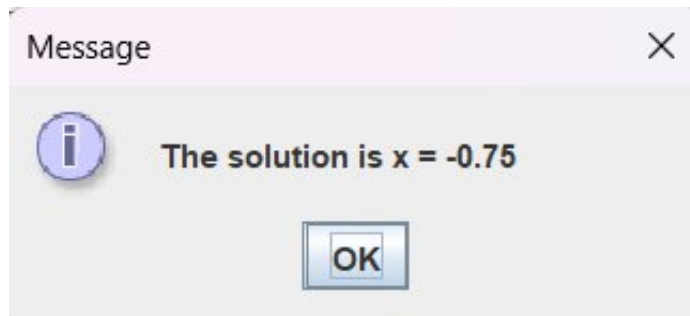 Message
The solution is x = -0.75
OK